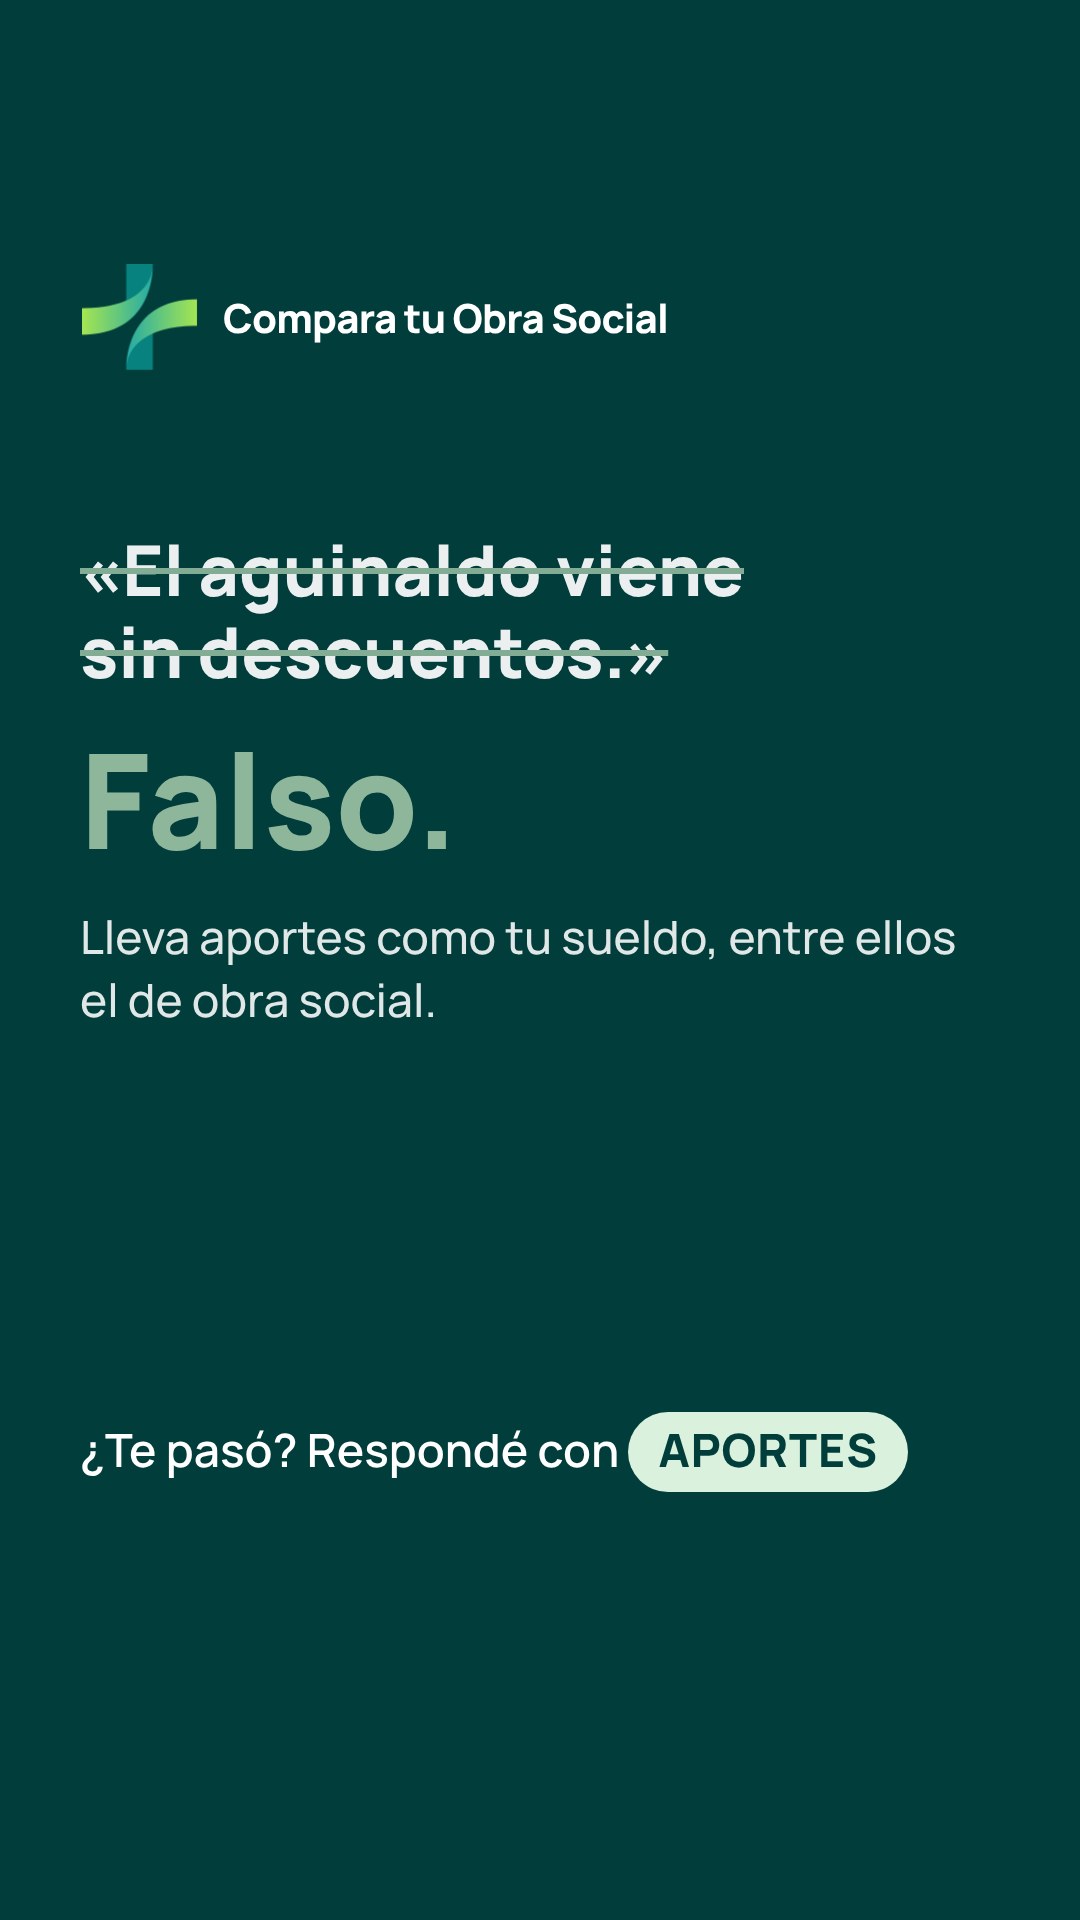 Compara tu Obra Social
«El aguinaldo viene
sin descuentos.»
Falso.
Lleva aportes como tu sueldo, entre ellos
el de obra social.
¿Te pasó? Respondé con APORTES